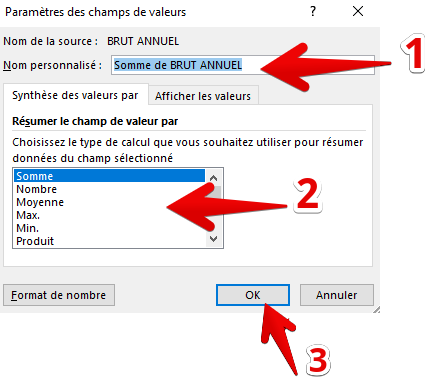 Paramètres des champs de valeurs
Nom de la source : BRUT ANNUEL
Nom personnalisé : Somme de BRUT ANNUEL
1
Synthèse des valeurs par Afficher les valeurs
Résumer le champ de valeur par
Choisissez le type de calcul que vous souhaitez utiliser pour résumer
données du champ sélectionné
Somme
Nombre
Moyenne
Max.
Min.
Produit
2
Format de nombre OK Annuler
3